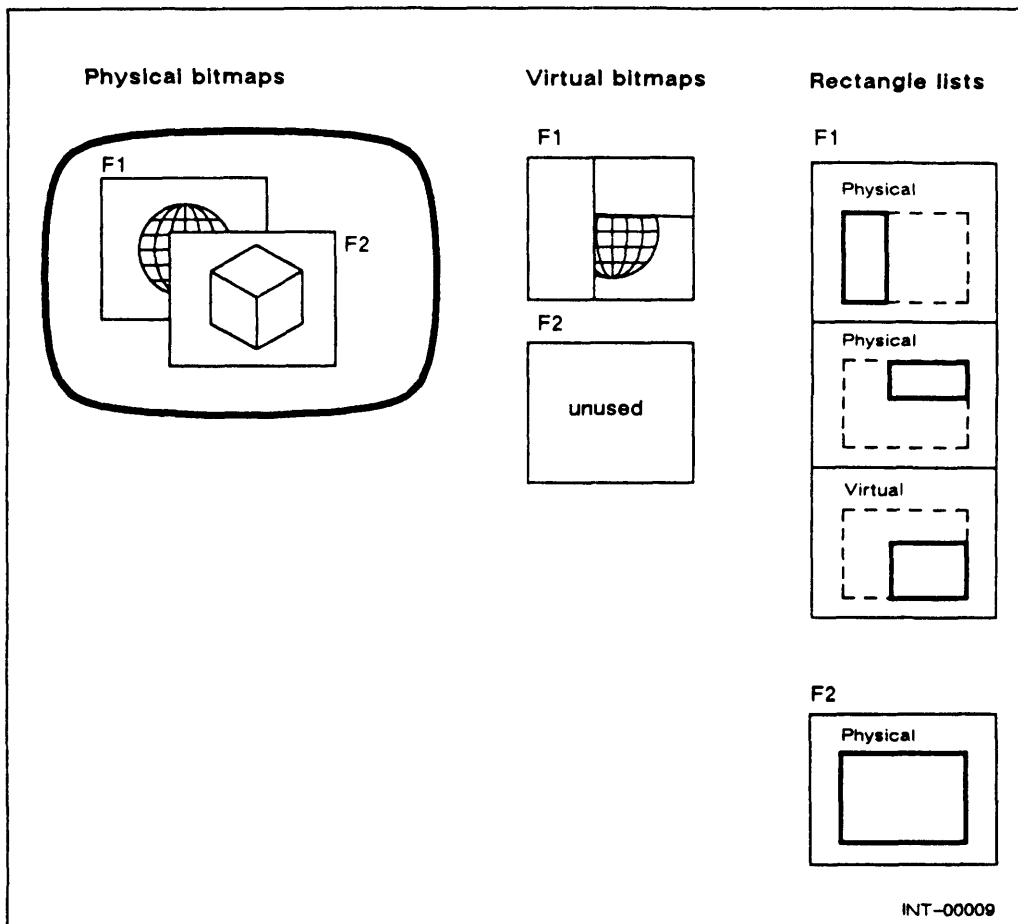 Physical bitmaps
F1
F2
Virtual bitmaps
F1
F2
unused
Rectangle lists
F1
Physical
Physical
Virtual
F2
Physical
INT-00009